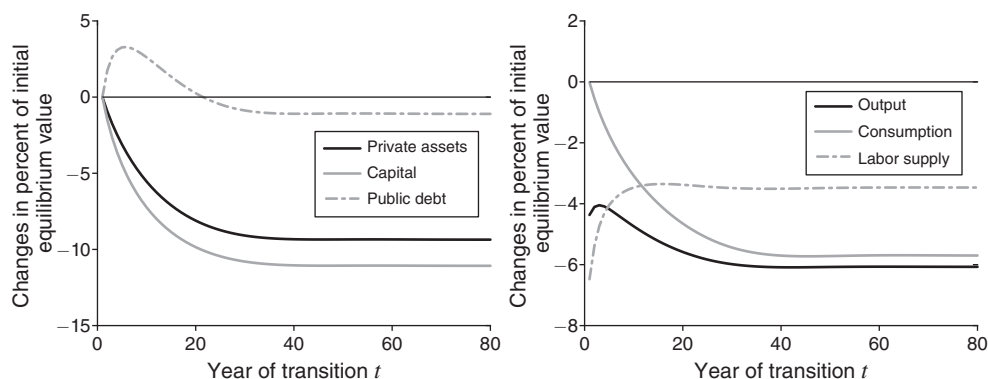 Changes in percent of initial
equilibrium value
5
0
−5
−10
−15
Private assets
Capital
Public debt
0 20 40 60 80
Year of transition t
Changes in percent of initial
equilibrium value
2
0
−2
−4
−6
−8
Output
Consumption
Labor supply
0 20 40 60 80
Year of transition t